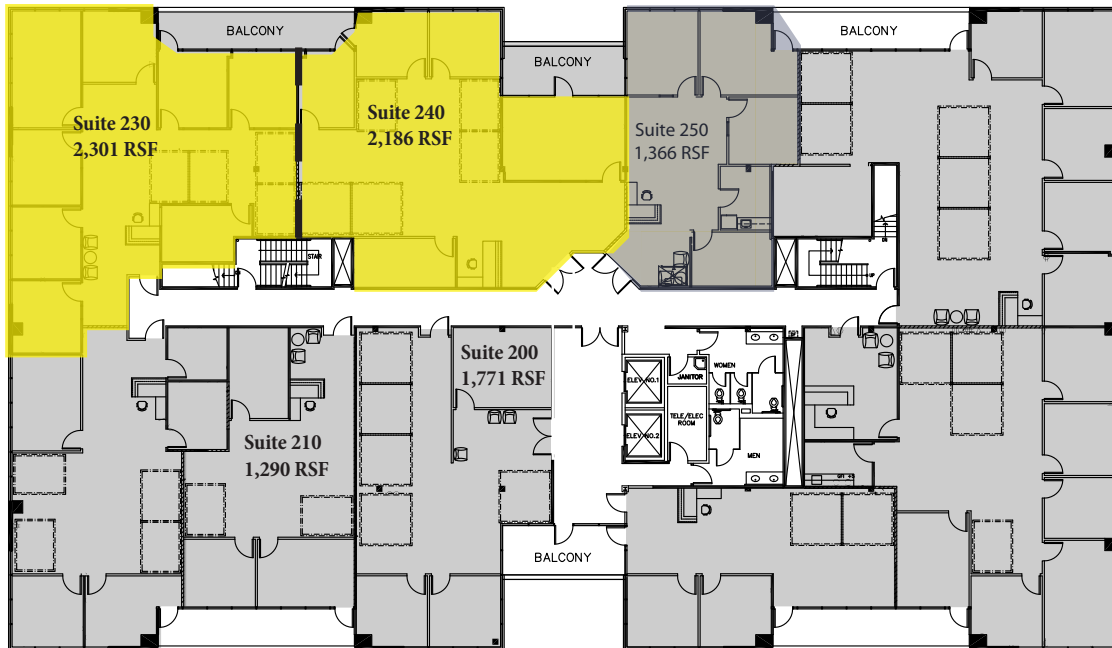 BALCONY
BALCONY
BALCONY
Suite 230
2,301 RSF
Suite 240
2,186 RSF
Suite 250
1,366 RSF
STAIR
DN
UP
Suite 200
1,771 RSF
Suite 210
1,290 RSF
ELEV NO.1
JANITOR
WOMEN
TELE/ELEC
ROOM
ELEV NO.2
MEN
BALCONY